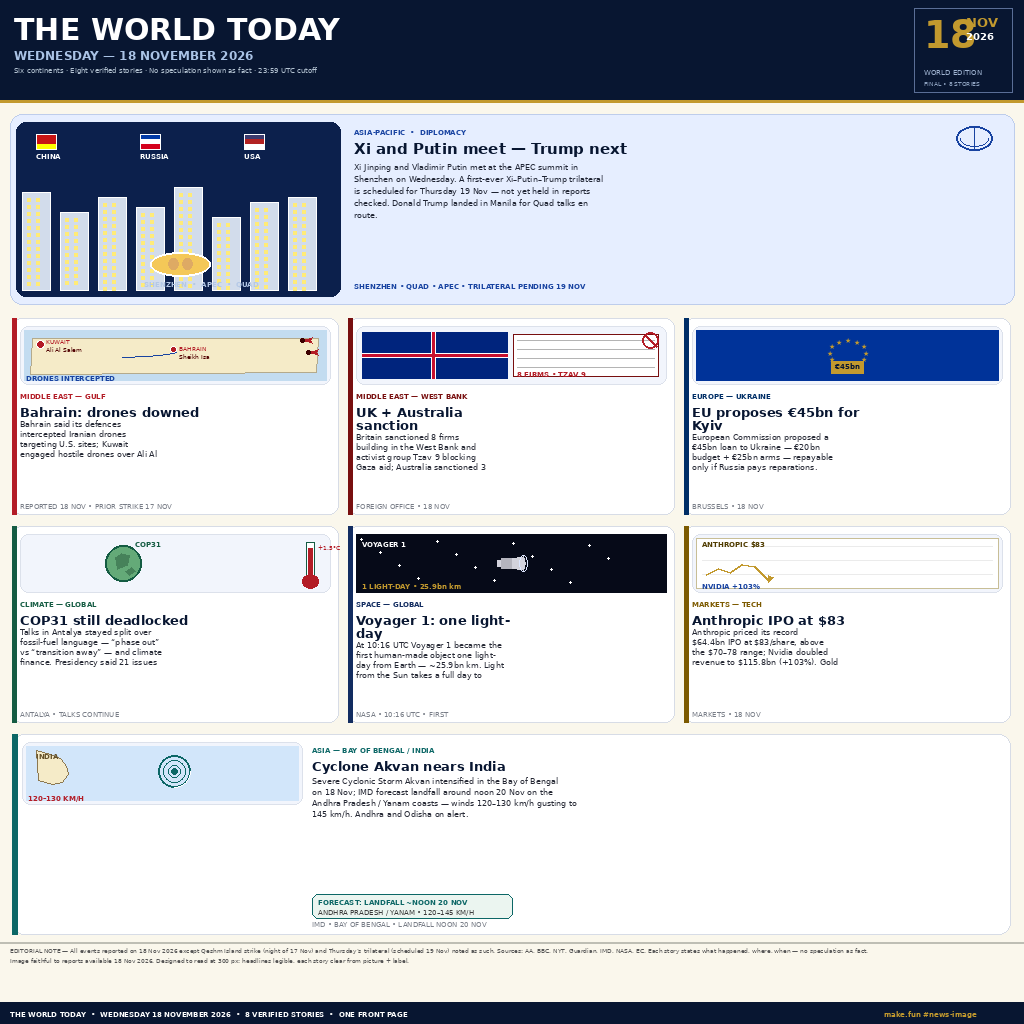 THE WORLD TODAY
WEDNESDAY — 18 NOVEMBER 2026
Six continents · Eight verified stories · No speculation shown as fact · 23:59 UTC cutoff
18
NOV
2026
WORLD EDITION
FINAL • 8 STORIES
CHINA
RUSSIA
USA
SHENZHEN • APEC • QUAD
ASIA-PACIFIC • DIPLOMACY
Xi and Putin meet — Trump next
Xi Jinping and Vladimir Putin met at the APEC summit in
Shenzhen on Wednesday. A first-ever Xi–Putin–Trump trilateral
is scheduled for Thursday 19 Nov — not yet held in reports
checked. Donald Trump landed in Manila for Quad talks en
route.
SHENZHEN • QUAD • APEC • TRILATERAL PENDING 19 NOV
KUWAIT
Ali Al Salem
BAHRAIN
Sheikh Isa
DRONES INTERCEPTED
MIDDLE EAST — GULF
Bahrain: drones downed
Bahrain said its defences
intercepted Iranian drones
targeting U.S. sites; Kuwait
engaged hostile drones over Ali Al
REPORTED 18 NOV • PRIOR STRIKE 17 NOV
8 FIRMS • TZAV 9
MIDDLE EAST — WEST BANK
UK + Australia
sanction
Britain sanctioned 8 firms
building in the West Bank and
activist group Tzav 9 blocking
Gaza aid; Australia sanctioned 3
FOREIGN OFFICE • 18 NOV
€45bn
EUROPE — UKRAINE
EU proposes €45bn for
Kyiv
European Commission proposed a
€45bn loan to Ukraine — €20bn
budget + €25bn arms — repayable
only if Russia pays reparations.
BRUSSELS • 18 NOV
COP31
+1.5°C
CLIMATE — GLOBAL
COP31 still deadlocked
Talks in Antalya stayed split over
fossil-fuel language — “phase out”
vs “transition away” — and climate
finance. Presidency said 21 issues
ANTALYA • TALKS CONTINUE
VOYAGER 1
1 LIGHT-DAY • 25.9bn km
SPACE — GLOBAL
Voyager 1: one light-
day
At 10:16 UTC Voyager 1 became the
first human-made object one light-
day from Earth — ~25.9bn km. Light
from the Sun takes a full day to
NASA • 10:16 UTC • FIRST
ANTHROPIC $83
NVIDIA +103%
MARKETS — TECH
Anthropic IPO at $83
Anthropic priced its record
$64.4bn IPO at $83/share, above
the $70–78 range; Nvidia doubled
revenue to $115.8bn (+103%). Gold
MARKETS • 18 NOV
INDIA
120–130 KM/H
ASIA — BAY OF BENGAL / INDIA
Cyclone Akvan nears India
Severe Cyclonic Storm Akvan intensified in the Bay of Bengal
on 18 Nov; IMD forecast landfall around noon 20 Nov on the
Andhra Pradesh / Yanam coasts — winds 120–130 km/h gusting to
145 km/h. Andhra and Odisha on alert.
FORECAST: LANDFALL ~NOON 20 NOV
ANDHRA PRADESH / YANAM • 120–145 KM/H
IMD • BAY OF BENGAL • LANDFALL NOON 20 NOV
EDITORIAL NOTE — All events reported on 18 Nov 2026 except Qeshm Island strike (night of 17 Nov) and Thursday's trilateral (scheduled 19 Nov) noted as such. Sources: AA, BBC, NYT, Guardian, IMD, NASA, EC. Each story states what happened, where, when — no speculation as fact.
Image faithful to reports available 18 Nov 2026. Designed to read at 300 px: headlines legible, each story clear from picture + label.
THE WORLD TODAY • WEDNESDAY 18 NOVEMBER 2026 • 8 VERIFIED STORIES • ONE FRONT PAGE
make.fun #news-image